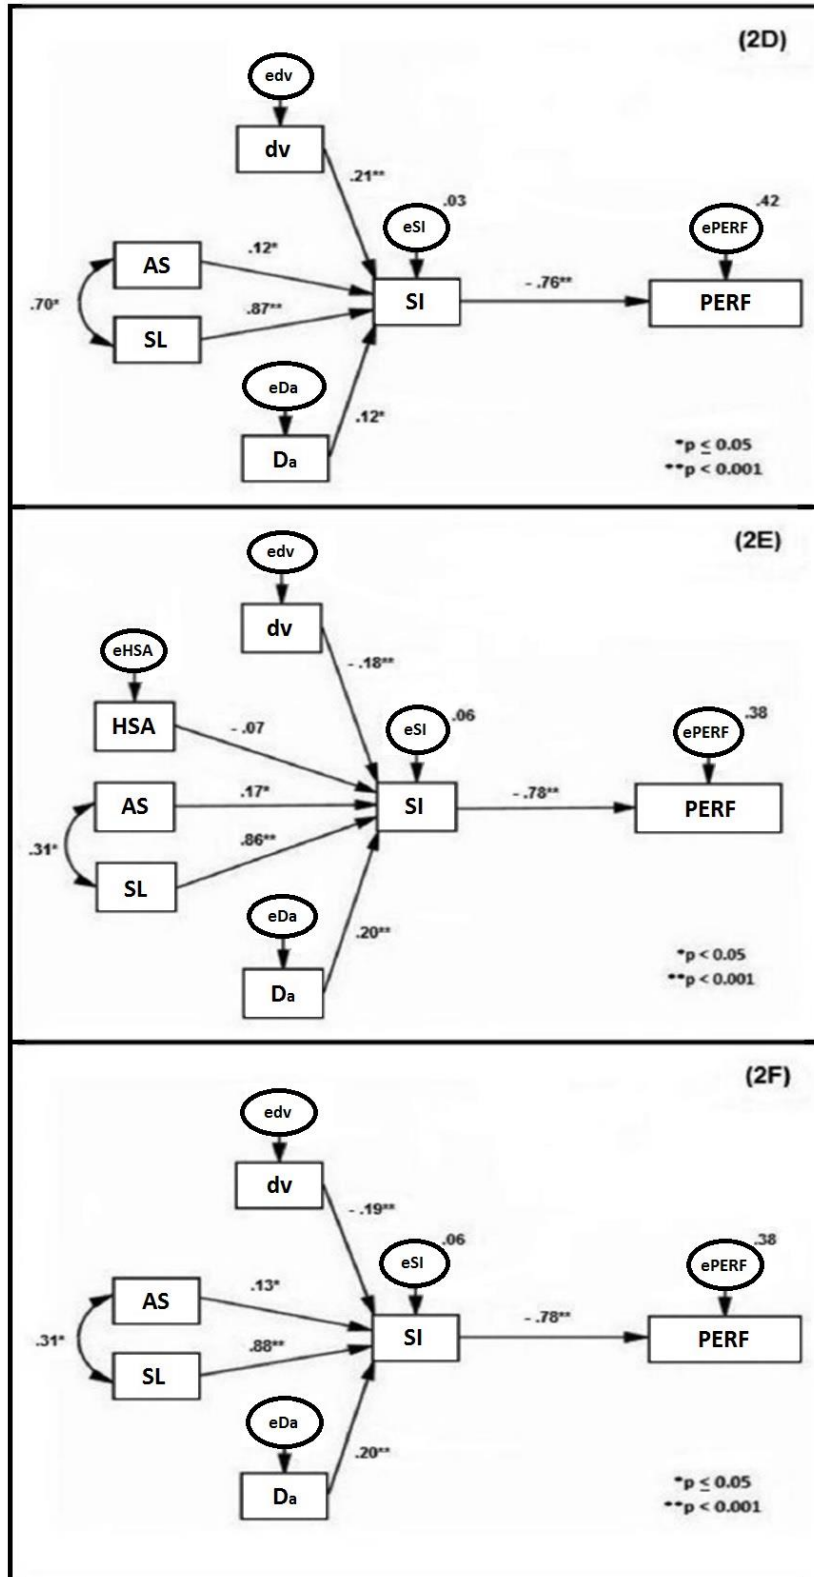 (2D)
edv
dv
.21**
.03
.42
eSI
ePERF
AS
.12*
- .76**
.70*
.87**
SI
PERF
SL
eDa
.12*
Da
*p ≤ 0.05
**p < 0.001
(2E)
edv
dv
eHSA
- .18**
.06
.38
eSI
ePERF
HSA
- .07
AS
.17*
SI
- .78**
PERF
.31*
.86**
SL
eDa
.20**
Da
*p < 0.05
**p < 0.001
(2F)
edv
dv
- .19**
.06
.38
eSI
ePERF
AS
.13*
- .78**
.31*
.88**
SI
PERF
SL
eDa
.20**
Da
*p ≤ 0.05
**p < 0.001